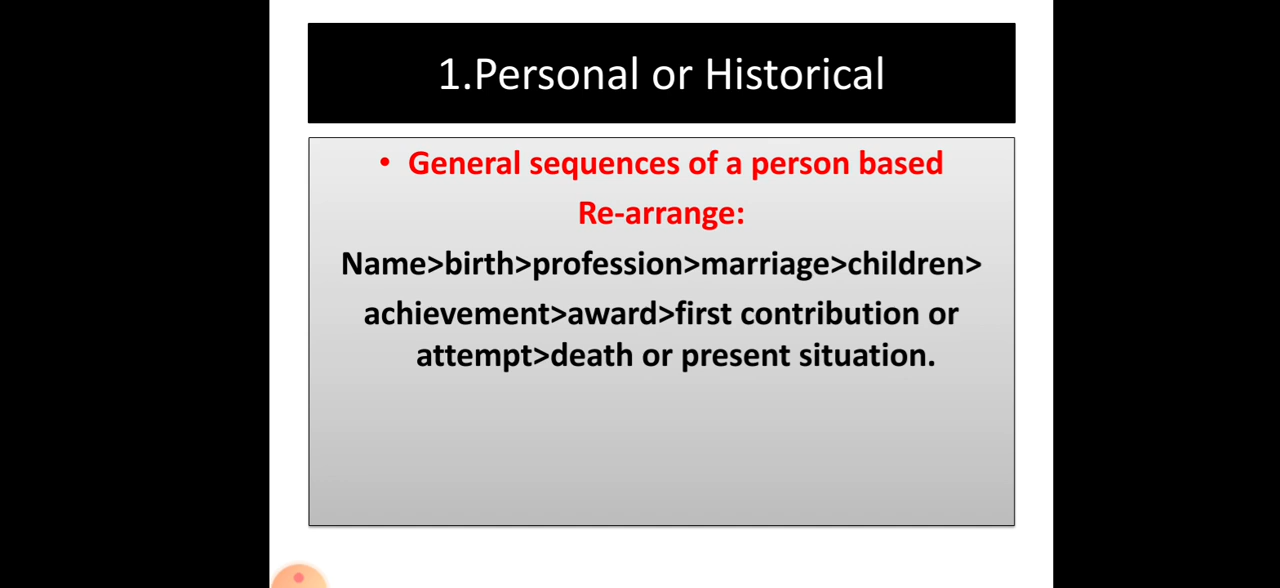 1.Personal or Historical
• General sequences of a person based
Re-arrange:
Name>birth>profession>marriage>children>
achievement>award>first contribution or
attempt>death or present situation.